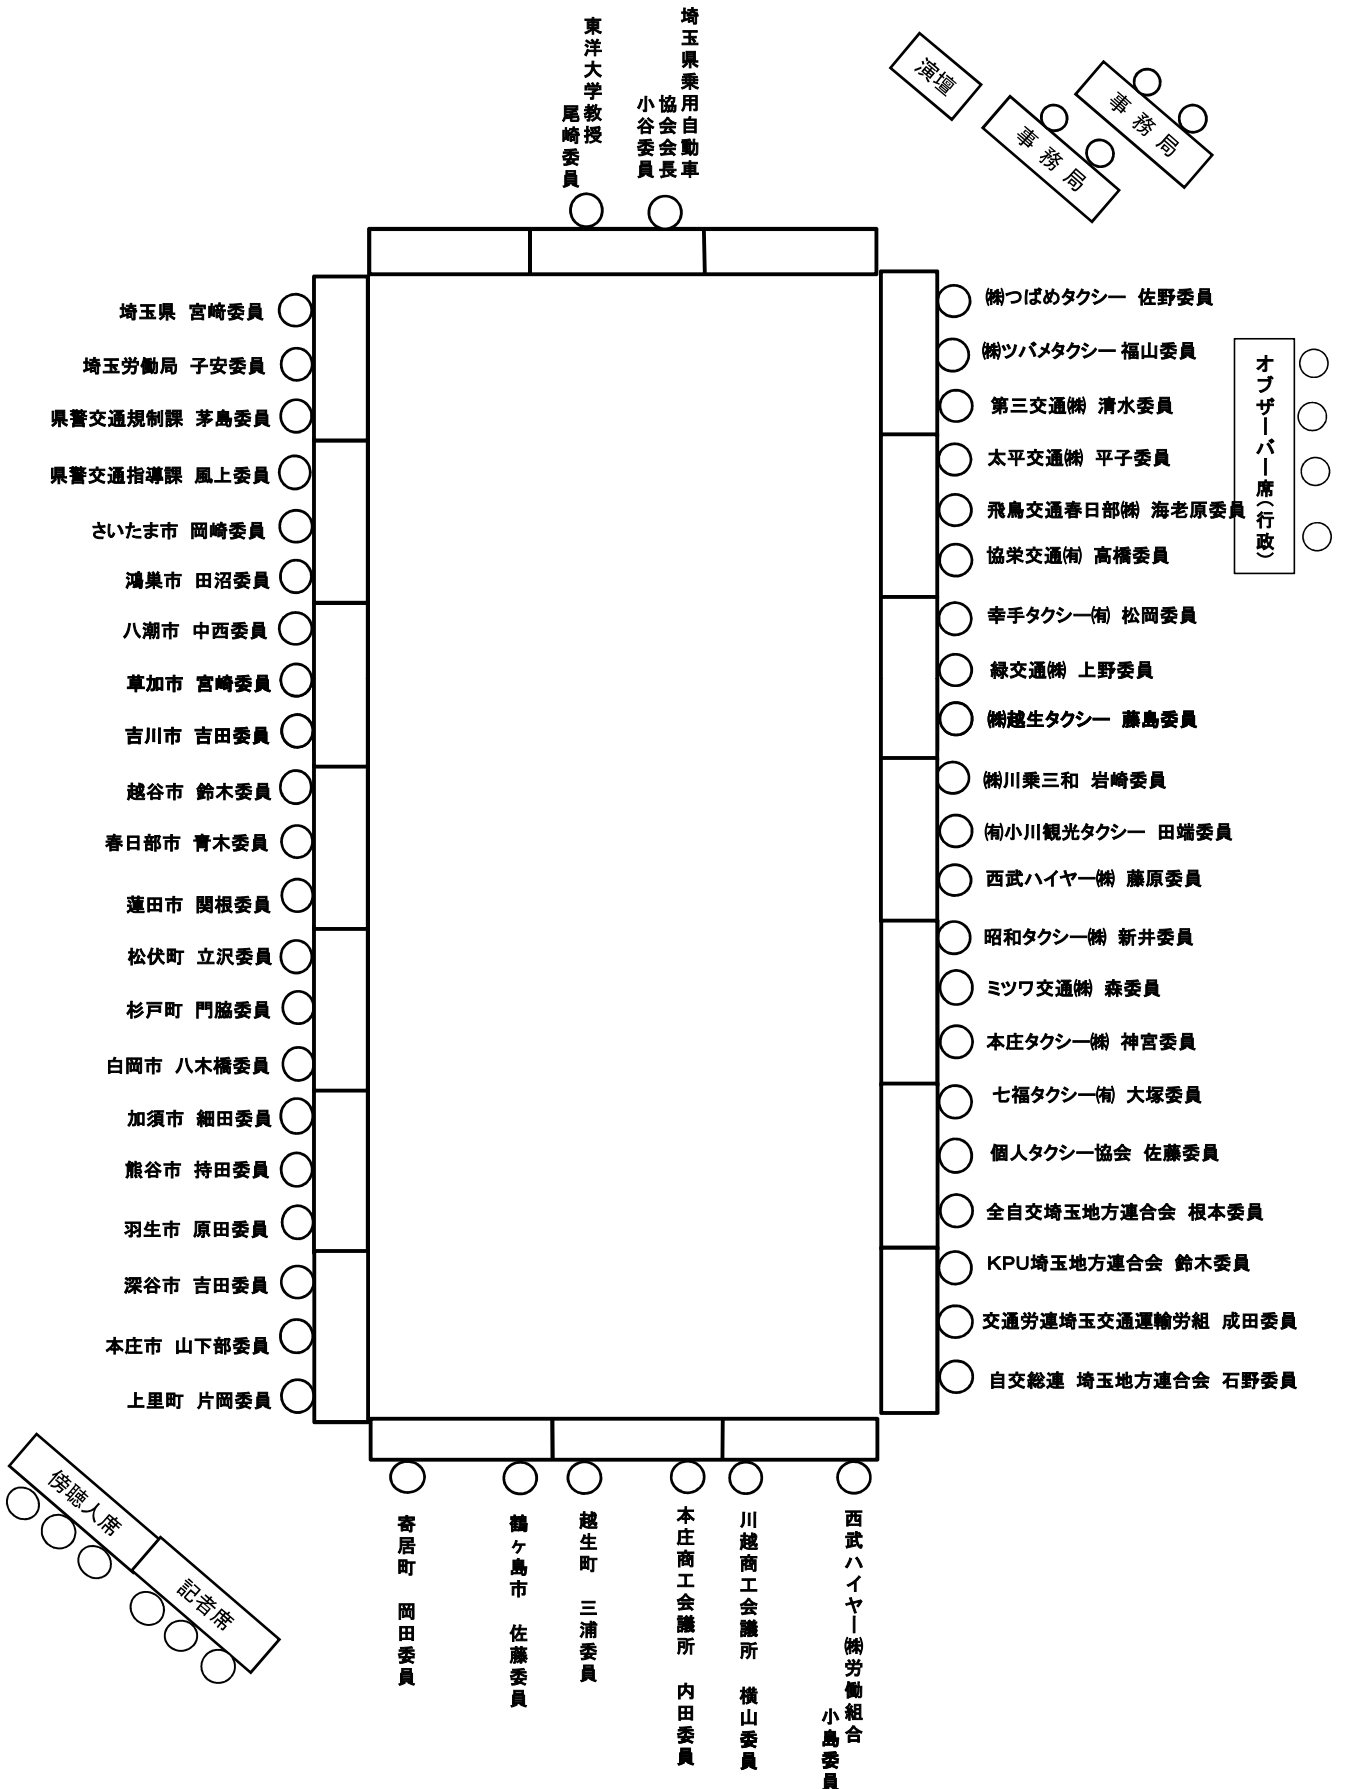 東洋大学教授
尾崎委員
埼玉県乗用自動車
協会会長
小谷委員
演壇
事務局
事務局
埼玉県 宮﨑委員
埼玉労働局 子安委員
県警交通規制課 茅島委員
県警交通指導課 風上委員
さいたま市 岡崎委員
鴻巣市 田沼委員
八潮市 中西委員
草加市 宮崎委員
吉川市 吉田委員
越谷市 鈴木委員
春日部市 青木委員
蓮田市 関根委員
松伏町 立沢委員
杉戸町 門脇委員
白岡市 八木橋委員
加須市 細田委員
熊谷市 持田委員
羽生市 原田委員
深谷市 吉田委員
本庄市 山下部委員
上里町 片岡委員
㈱つばめタクシー 佐野委員
㈱ツバメタクシー 福山委員
第三交通㈱ 清水委員
太平交通㈱ 平子委員
飛鳥交通春日部㈱ 海老原委員
協栄交通㈲ 高橋委員
幸手タクシー㈲ 松岡委員
緑交通㈱ 上野委員
㈱越生タクシー 藤島委員
㈱川乗三和 岩崎委員
㈲小川観光タクシー 田端委員
西武ハイヤー㈱ 藤原委員
昭和タクシー㈱ 新井委員
ミツワ交通㈱ 森委員
本庄タクシー㈱ 神宮委員
七福タクシー㈲ 大塚委員
個人タクシー協会 佐藤委員
全自交埼玉地方連合会 根本委員
KPU埼玉地方連合会 鈴木委員
交通労連埼玉交通運輸労組 成田委員
自交総連 埼玉地方連合会 石野委員
オブザーバー席（行政）
寄居町 岡田委員
鶴ヶ島市 佐藤委員
越生町 三浦委員
本庄商工会議所 内田委員
川越商工会議所 横山委員
西武ハイヤー㈱労働組合
小島委員
傍聴人席
記者席